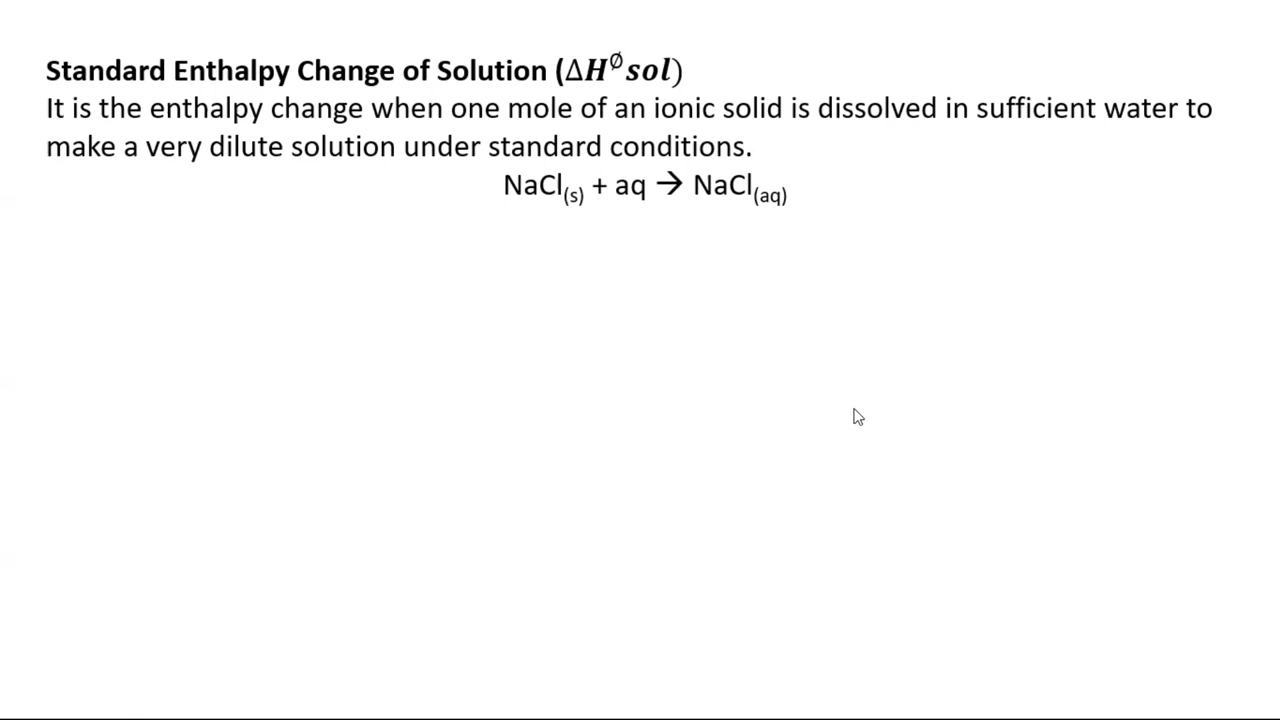 Standard Enthalpy Change of Solution (ΔH∅sol)
It is the enthalpy change when one mole of an ionic solid is dissolved in sufficient water to
make a very dilute solution under standard conditions.
NaCl(s) + aq → NaCl(aq)